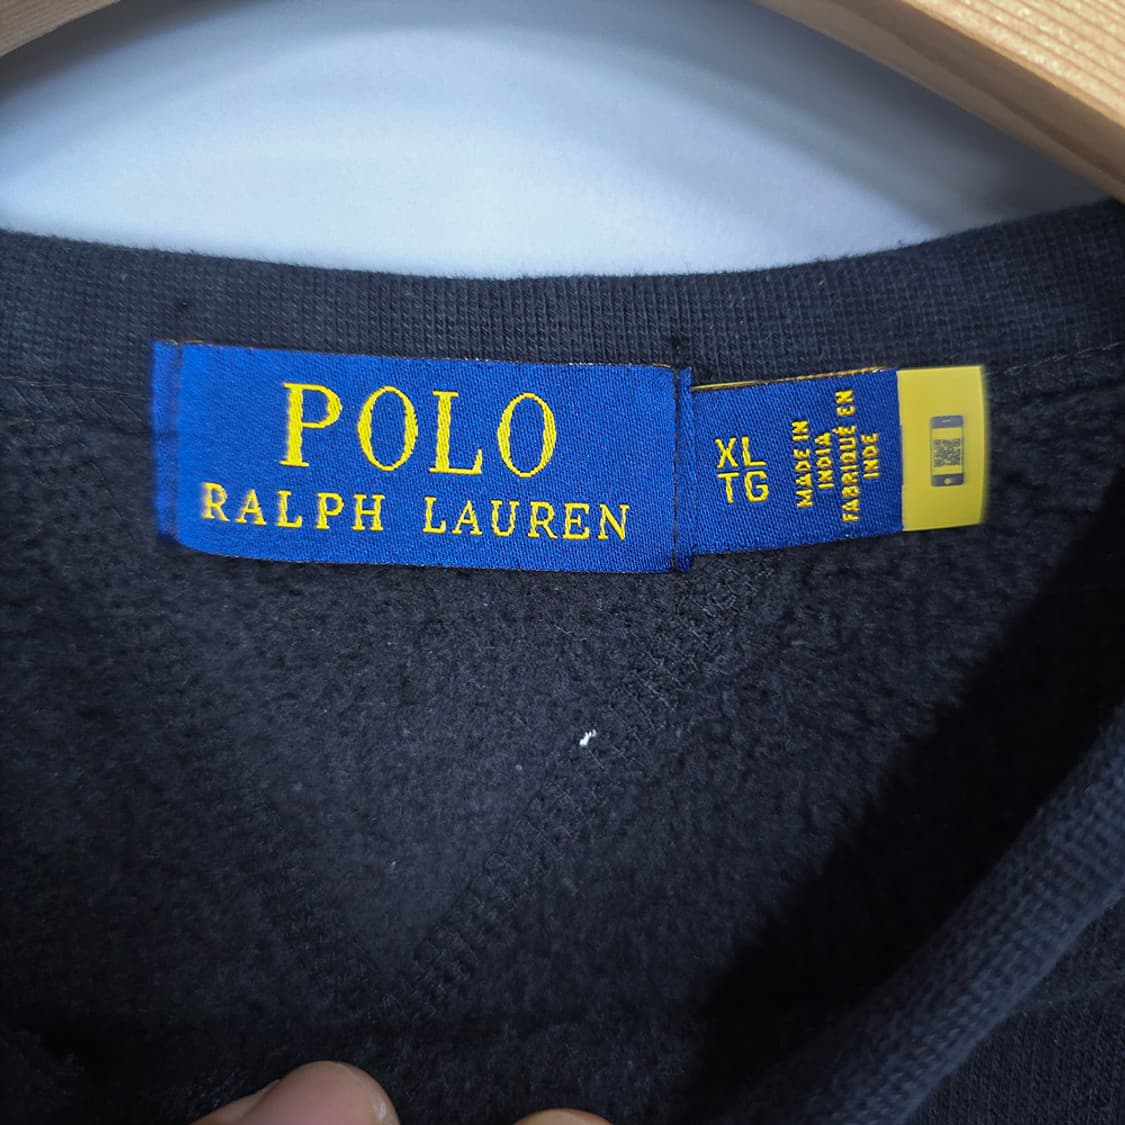 POLO
RALPH LAUREN
XL
TG
MADE IN
INDIA
FABRIQUÉ EN
INDE